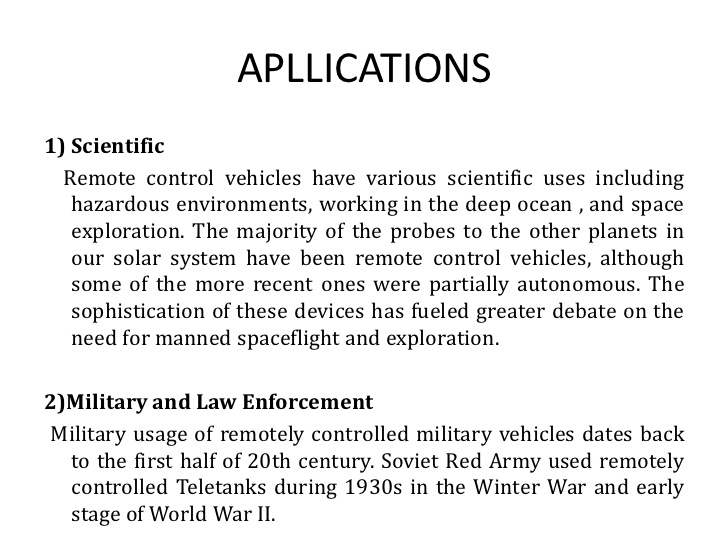 APLLICATIONS
1) Scientific
Remote control vehicles have various scientific uses including
hazardous environments, working in the deep ocean , and space
exploration. The majority of the probes to the other planets in
our solar system have been remote control vehicles, although
some of the more recent ones were partially autonomous. The
sophistication of these devices has fueled greater debate on the
need for manned spaceflight and exploration.
2)Military and Law Enforcement
Military usage of remotely controlled military vehicles dates back
to the first half of 20th century. Soviet Red Army used remotely
controlled Teletanks during 1930s in the Winter War and early
stage of World War II.